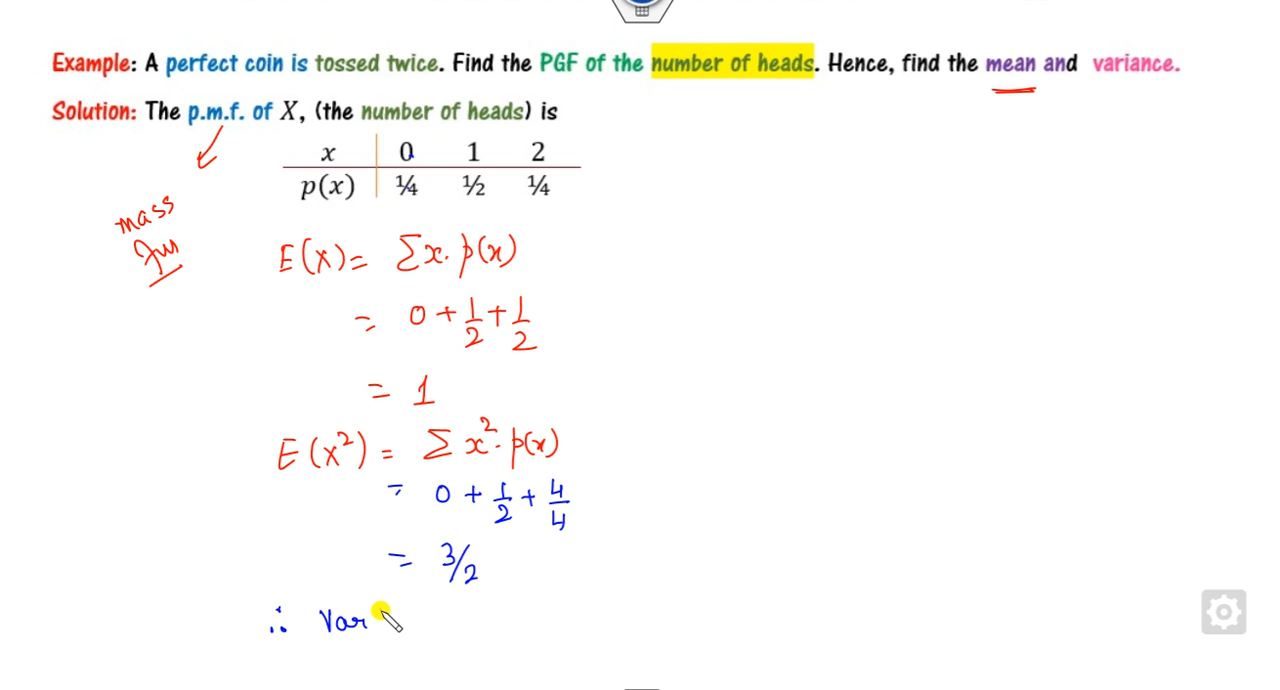 Example: A perfect coin is tossed twice. Find the PGF of the number of heads. Hence, find the mean and variance.
Solution: The p.m.f. of X, (the number of heads) is
x 0 1 2
p(x) ¼ ½ ¼
mass
fun
E(X) = Σx. p(x)
= 0 + 1/2 + 1/2
= 1
E(X²) = Σ x². p(x)
= 0 + 1/2 + 4/4
= 3/2
∴ Var